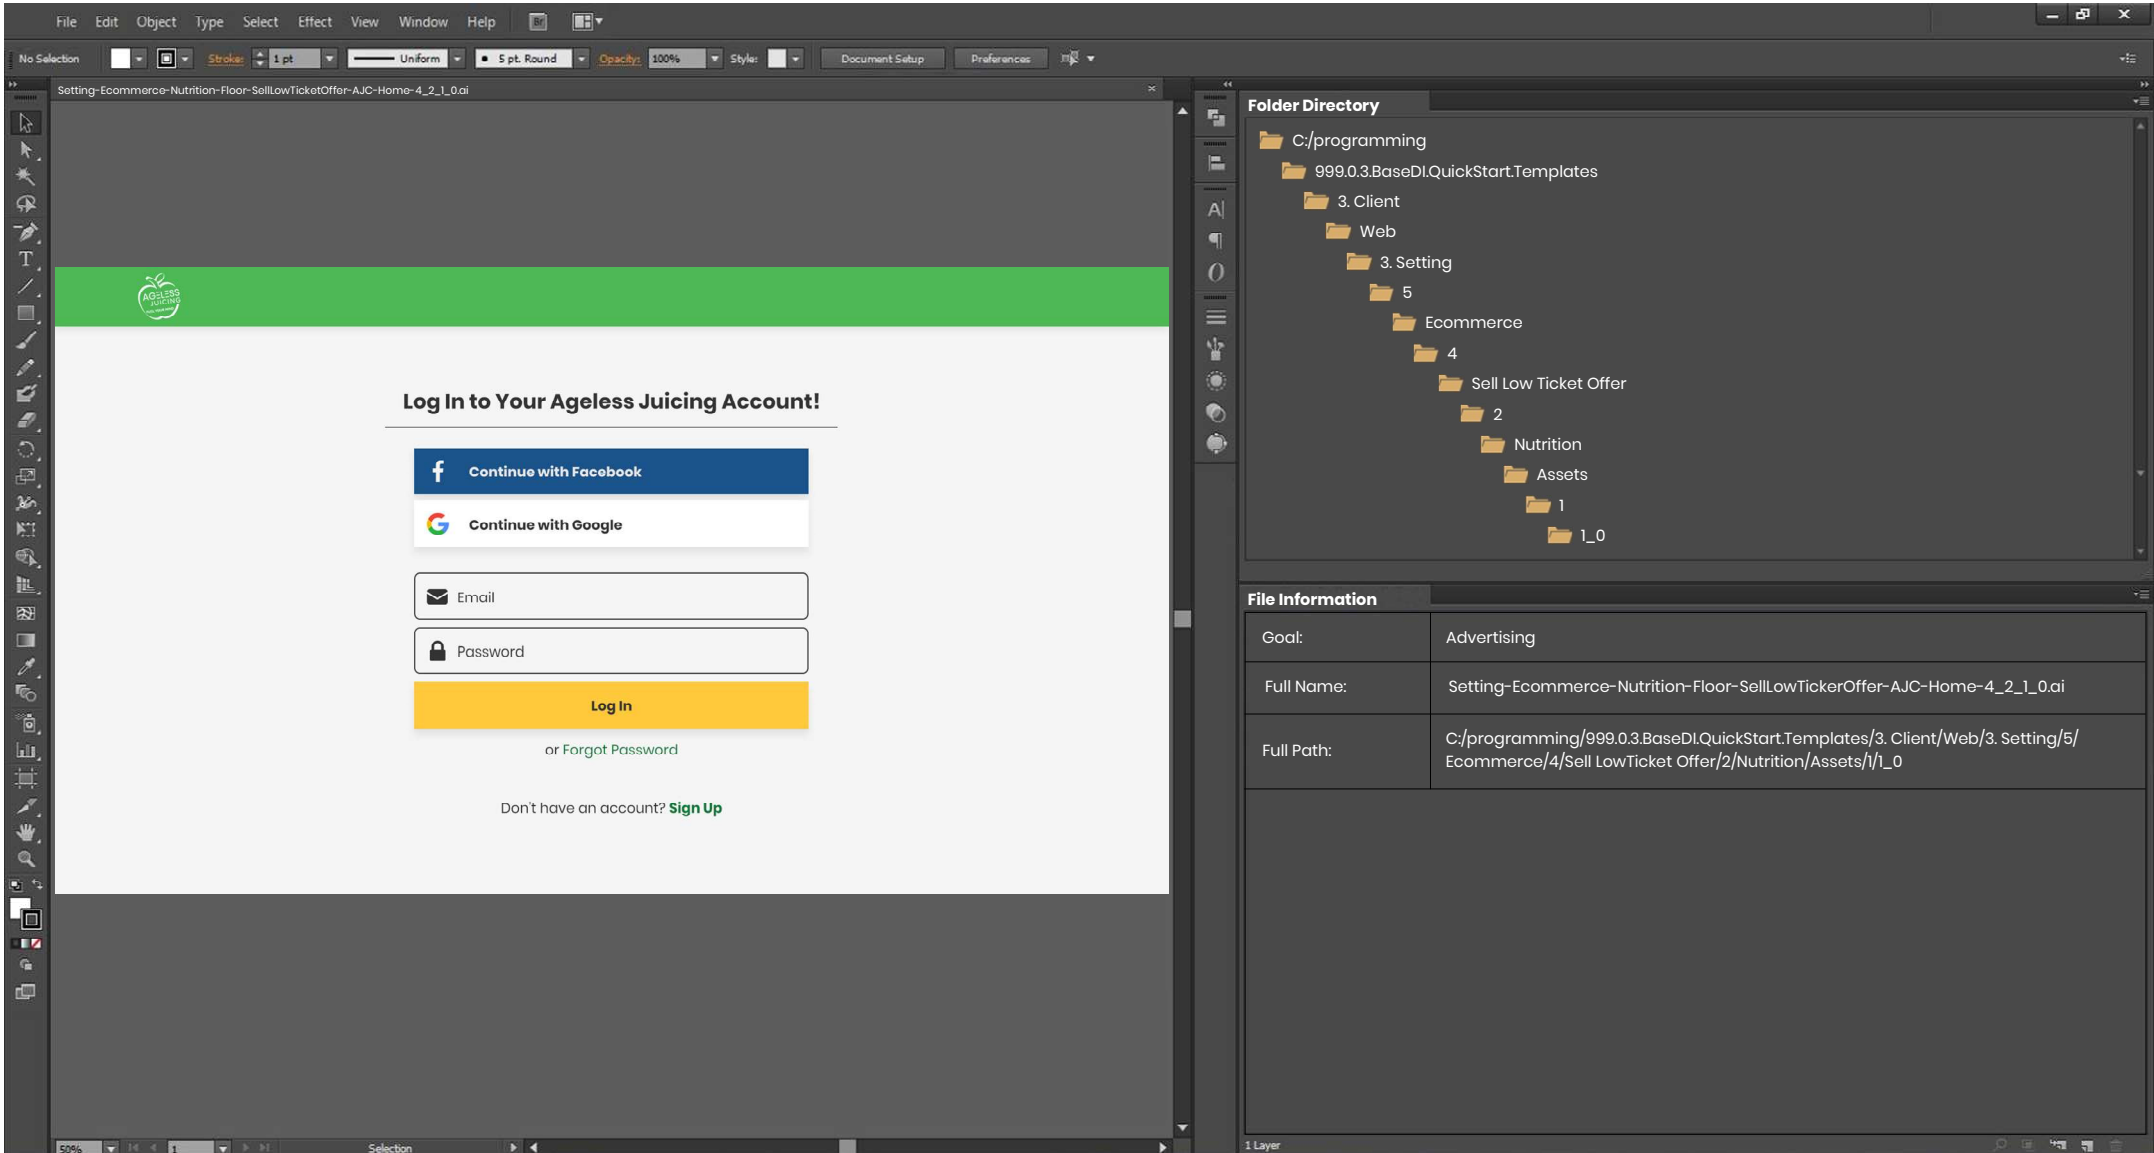 File Edit Object Type Select Effect View Window Help Br
No Selection Stroke: 1 pt Uniform 5 pt. Round Opacity: 100% Style: Document Setup Preferences
Setting-Ecommerce-Nutrition-Floor-SellLowTicketOffer-AJC-Home-4_2_1_0.ai
AGELESS
JUICING
Log In to Your Ageless Juicing Account!
Continue with Facebook
Continue with Google
Email
Password
Log In
or Forgot Password
Don't have an account? Sign Up
50% 1 Selection
Folder Directory
C:/programming
999.0.3.BaseDI.QuickStart.Templates
3. Client
Web
3. Setting
5
Ecommerce
4
Sell Low Ticket Offer
2
Nutrition
Assets
1
1_0
File Information
Goal: Advertising
Full Name: Setting-Ecommerce-Nutrition-Floor-SellLowTickerOffer-AJC-Home-4_2_1_0.ai
Full Path: C:/programming/999.0.3.BaseDI.QuickStart.Templates/3. Client/Web/3. Setting/5/
Ecommerce/4/Sell LowTicket Offer/2/Nutrition/Assets/1/1_0
1 Layer